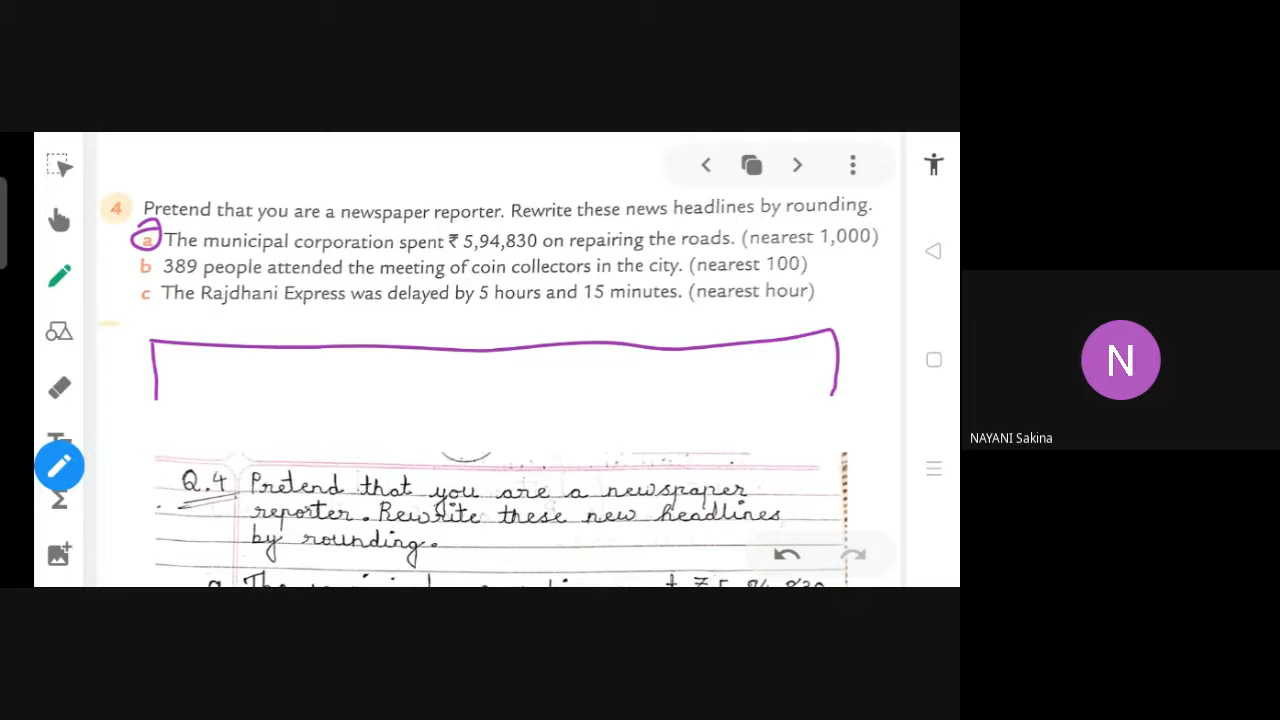 4 Pretend that you are a newspaper reporter. Rewrite these news headlines by rounding.
a The municipal corporation spent ₹ 5,94,830 on repairing the roads. (nearest 1,000)
b 389 people attended the meeting of coin collectors in the city. (nearest 100)
c The Rajdhani Express was delayed by 5 hours and 15 minutes. (nearest hour)
Q.4 Pretend that you are a newspaper
reporter. Rewrite these new headlines
by rounding.
N
NAYANI Sakina